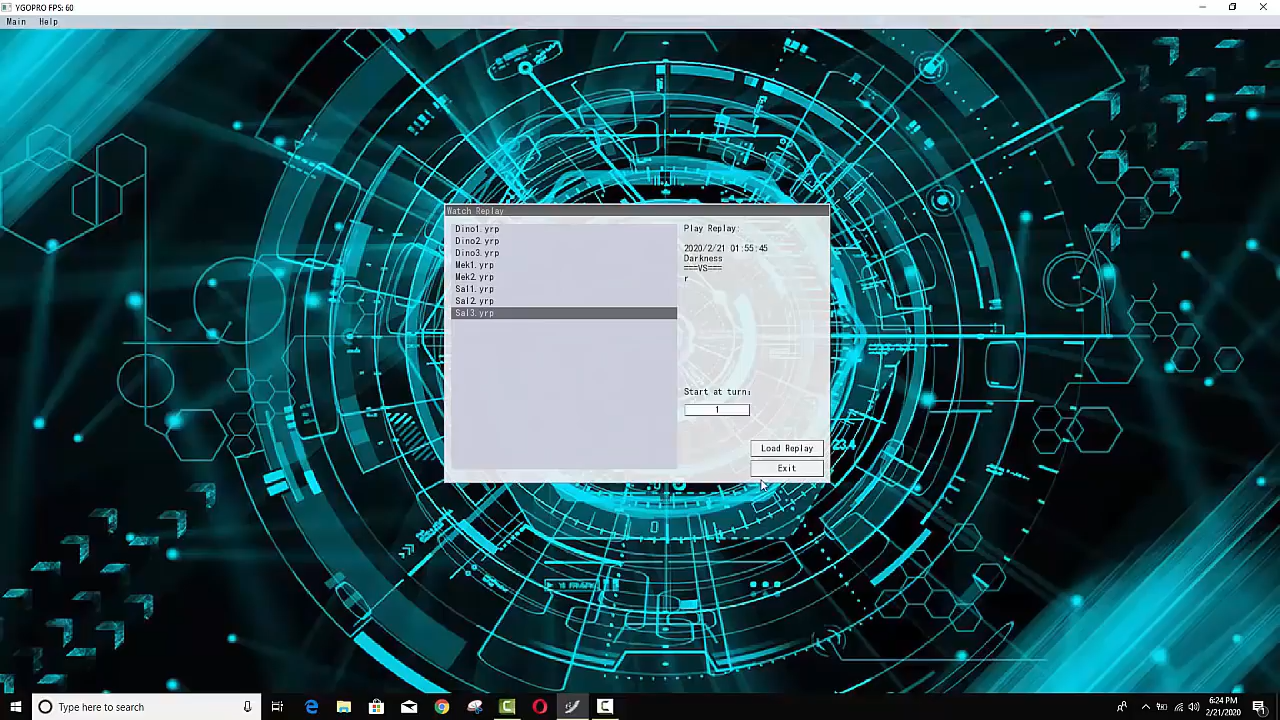 YGOPRO FPS: 60
Main Help
Watch Replay
Dino1.yrp
Dino2.yrp
Dino3.yrp
Mek1.yrp
Mek2.yrp
Sal1.yrp
Sal2.yrp
Sal3.yrp
Play Replay:
2020/2/21 01:55:45
Darkness
===VS===
r
Start at turn:
1
Load Replay
Exit
23.4
Type here to search
6:24 PM
2/21/2020